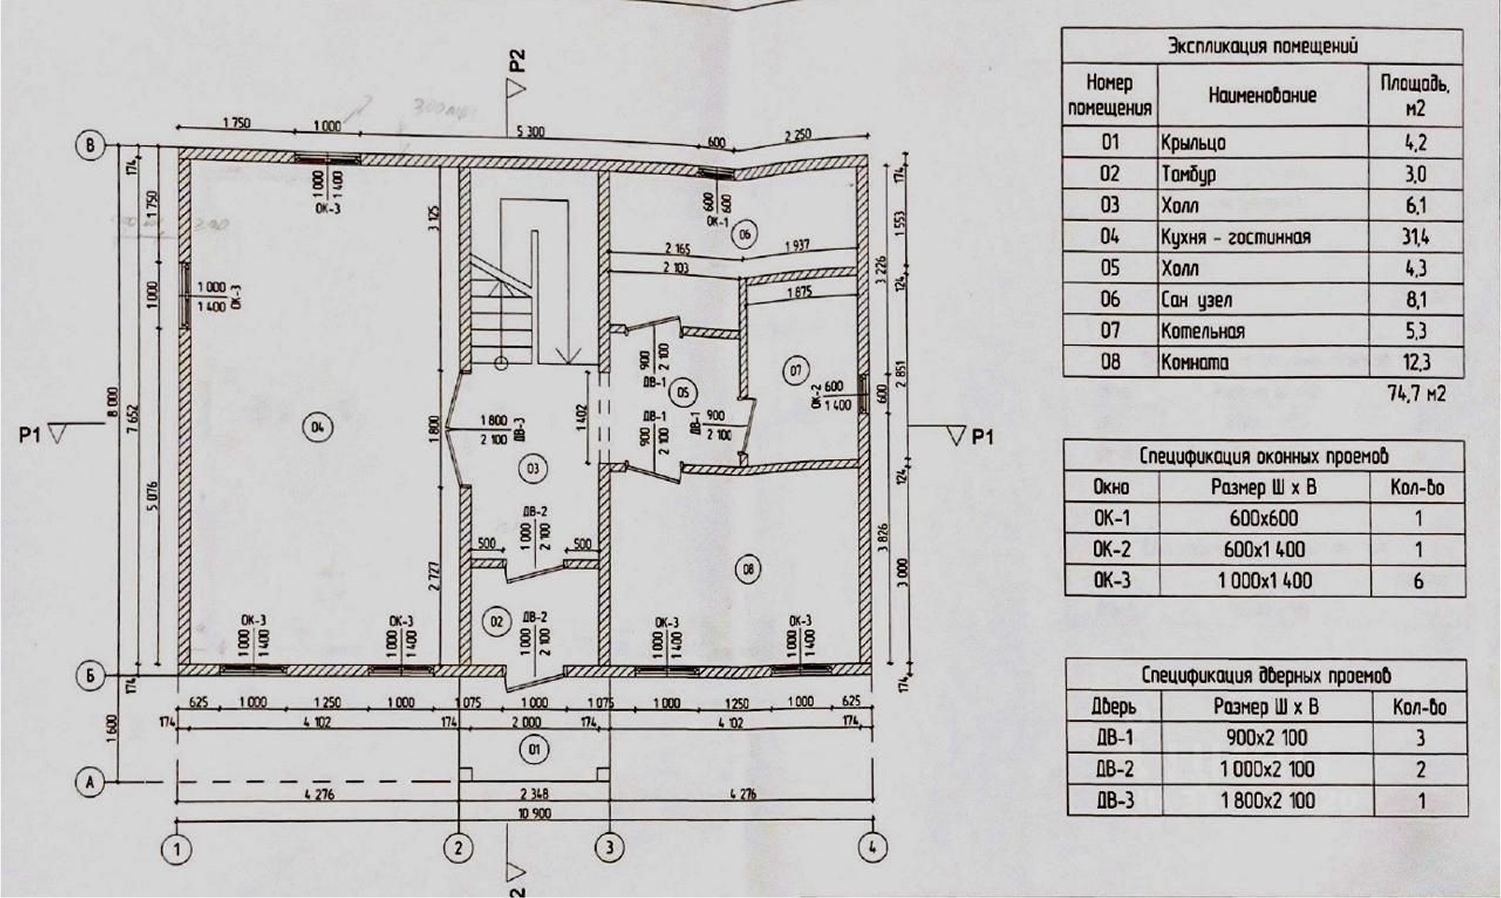 P2
1 750
1 000
300
5 300
600
2 250
В
174
1 750
1 000
5 076
8 000
7 652
174
1 600
1 000
1 400
ОК-3
1 000
1 400
ОК-3
3 125
1 800
2 727
600
600
ОК-1
06
2 165
1 937
2 103
1 875
900
2 100
ДВ-1
05
07
ОК-2
600
1 400
04
1 800
2 100
ДВ-3
1 402
ДВ-1
900
2 100
ДВ-1
900
2 100
03
ДВ-2
1 000
2 100
500
500
08
02
ДВ-2
1 000
2 100
ОК-3
1 000
1 400
ОК-3
1 000
1 400
ОК-3
1 000
1 400
ОК-3
1 000
1 400
174
1 553
124
3 226
2 851
600
124
3 826
3 000
174
P1
P1
Б
625
1 000
1 250
1 000
1 075
1 000
1 075
1 000
1250
1 000
625
174
4 102
174
2 000
174
4 102
174
01
А
4 276
2 348
4 276
10 900
1
2
3
4
2
Экспликация помещений
Номер помещения Наименование Площадь, м2
01 Крыльцо 4,2
02 Тамбур 3,0
03 Холл 6,1
04 Кухня - гостинная 31,4
05 Холл 4,3
06 Сан узел 8,1
07 Котельная 5,3
08 Комната 12,3
74,7 м2
Спецификация оконных проемов
Окно Размер Ш х В Кол-во
ОК-1 600х600 1
ОК-2 600х1 400 1
ОК-3 1 000х1 400 6
Спецификация дверных проемов
Дверь Размер Ш х В Кол-во
ДВ-1 900х2 100 3
ДВ-2 1 000х2 100 2
ДВ-3 1 800х2 100 1